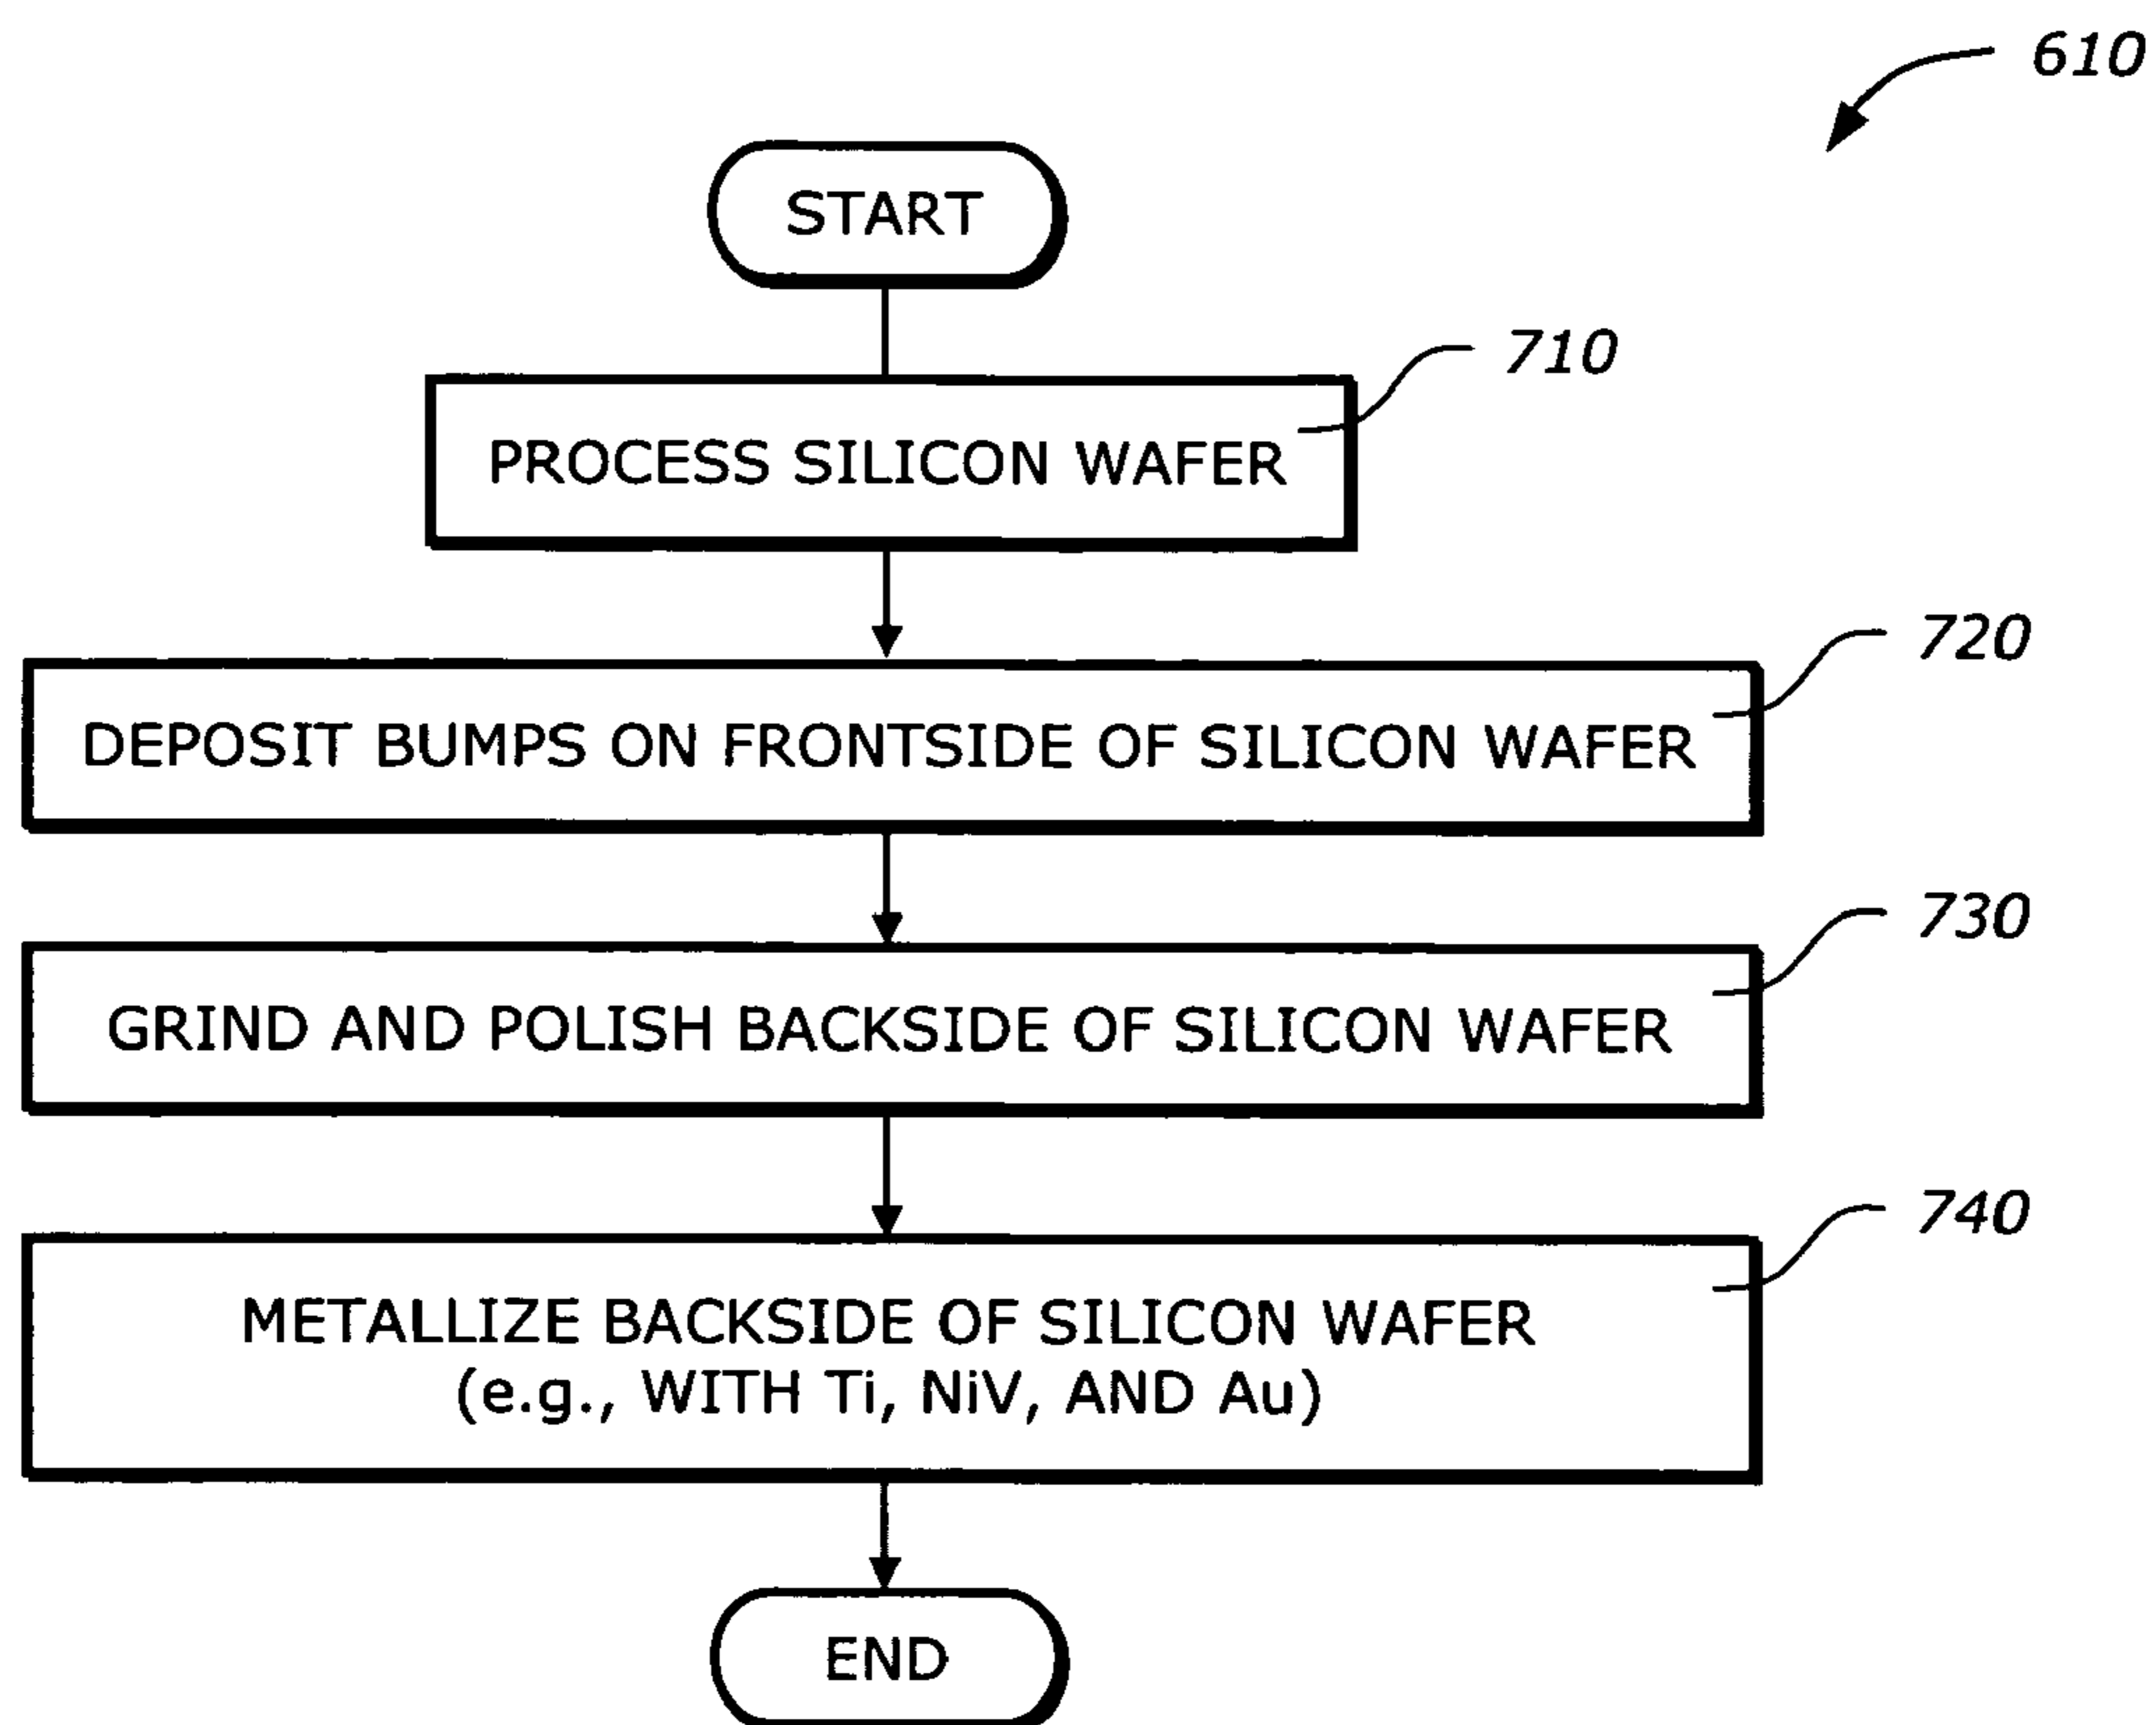 610
START
710
PROCESS SILICON WAFER
720
DEPOSIT BUMPS ON FRONTSIDE OF SILICON WAFER
730
GRIND AND POLISH BACKSIDE OF SILICON WAFER
740
METALLIZE BACKSIDE OF SILICON WAFER
(e.g., WITH Ti, NiV, AND Au)
END